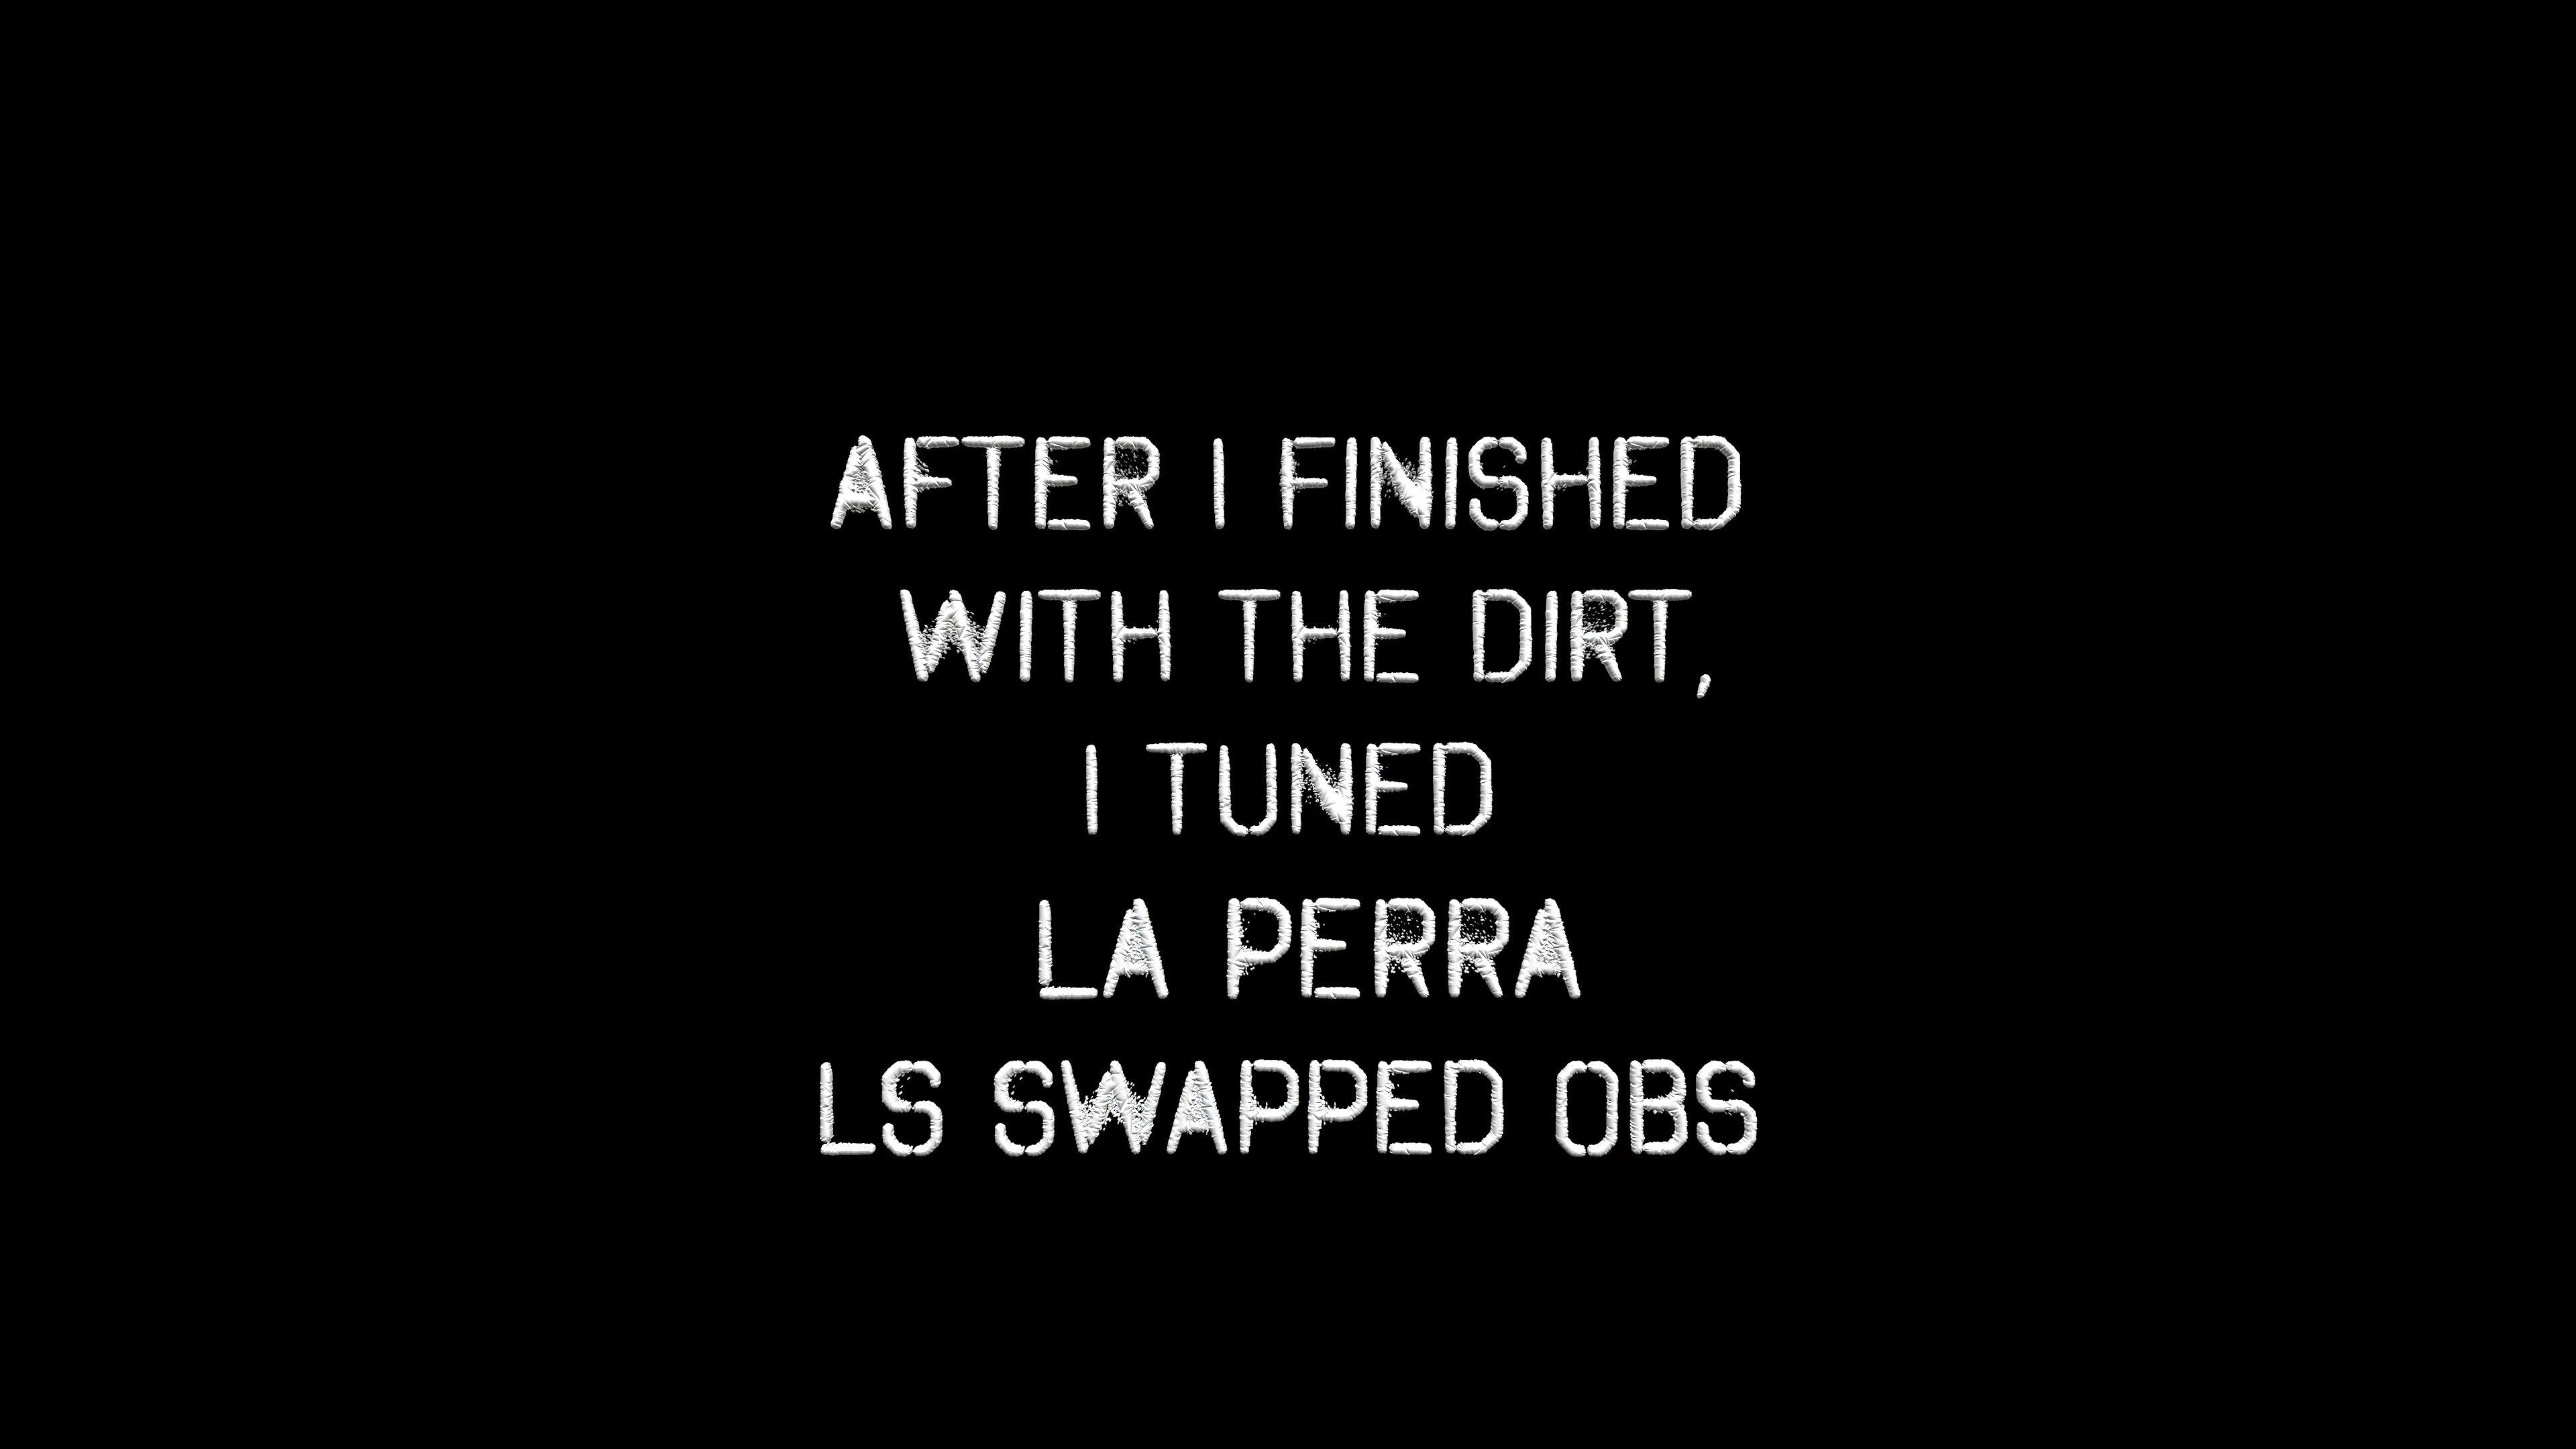 AFTER I FINISHED
WITH THE DIRT,
I TUNED
LA PERRA
LS SWAPPED OBS